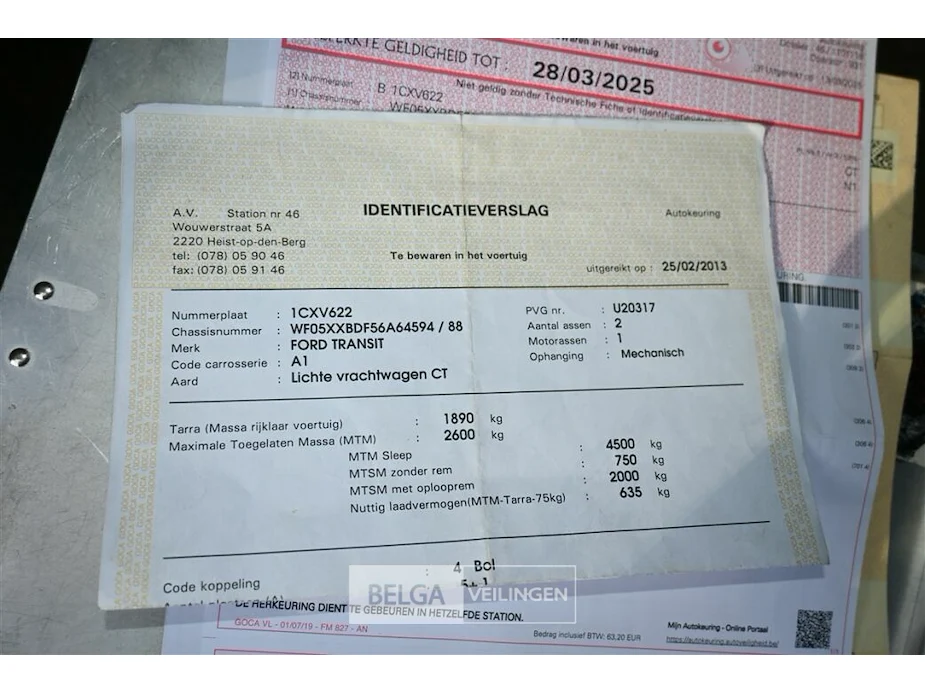 GELDIGHEID TOT : 28/03/2025
Niet geldig zonder Technische Fiche of
B 1CXV622
CT
N1
IDENTIFICATIEVERSLAG
Autokeuring
A.V. Station nr 46
Wouwerstraat 5A
2220 Heist-op-den-Berg
tel: (078) 05 90 46
fax: (078) 05 91 46
Te bewaren in het voertuig
uitgereikt op : 25/02/2013
Nummerplaat : 1CXV622
Chassisnummer : WF05XXBDF56A64594 / 88
Merk : FORD TRANSIT
Code carrosserie : A1
Aard : Lichte vrachtwagen CT
PVG nr. : U20317
Aantal assen : 2
Motorassen : 1
Ophanging : Mechanisch
Tarra (Massa rijklaar voertuig) : 1890 kg
Maximale Toegelaten Massa (MTM) : 2600 kg
MTM Sleep : 4500 kg
MTSM zonder rem : 750 kg
MTSM met oplooprem : 2000 kg
Nuttig laadvermogen(MTM-Tarra-75kg) : 635 kg
Code koppeling : 4 Bol
5+1
BELGA VEILINGEN
DE HERKEURING DIENT TE GEBEUREN IN HETZELFDE STATION.
GOCA VL - 01/07/19 - FM 827 - AN
Bedrag inclusief BTW: 63,20 EUR
Mijn Autokeuring - Online Portaal
https://autokeuring.autoveiligheid.be/